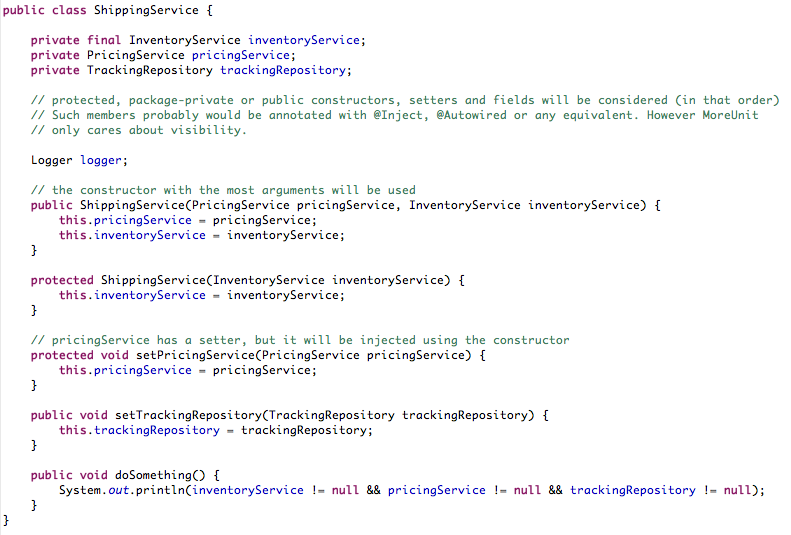 public class ShippingService {
private final InventoryService inventoryService;
private PricingService pricingService;
private TrackingRepository trackingRepository;
// protected, package-private or public constructors, setters and fields will be considered (in that order)
// Such members probably would be annotated with @Inject, @Autowired or any equivalent. However MoreUnit
// only cares about visibility.
Logger logger;
// the constructor with the most arguments will be used
public ShippingService(PricingService pricingService, InventoryService inventoryService) {
this.pricingService = pricingService;
this.inventoryService = inventoryService;
}
protected ShippingService(InventoryService inventoryService) {
this.inventoryService = inventoryService;
}
// pricingService has a setter, but it will be injected using the constructor
protected void setPricingService(PricingService pricingService) {
this.pricingService = pricingService;
}
public void setTrackingRepository(TrackingRepository trackingRepository) {
this.trackingRepository = trackingRepository;
}
public void doSomething() {
System.out.println(inventoryService != null && pricingService != null && trackingRepository != null);
}
}